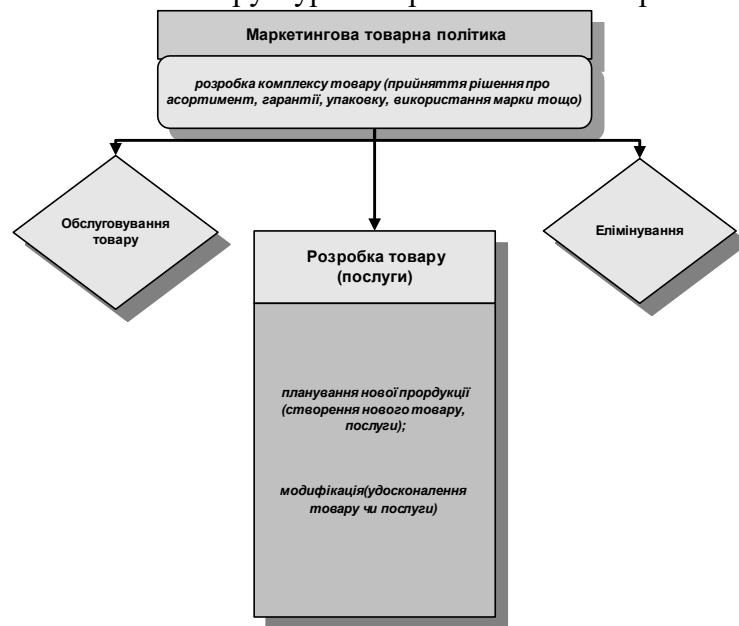 Маркетингова товарна політика
розробка комплексу товару (прийняття рішення про
асортимент, гарантії, упаковку, використання марки тощо)
Обслуговування
товару
Розробка товару
(послуги)
планування нової прордукції
(створення нового товару,
послуги);
модифікація(удосконалення
товару чи послуги)
Елімінування